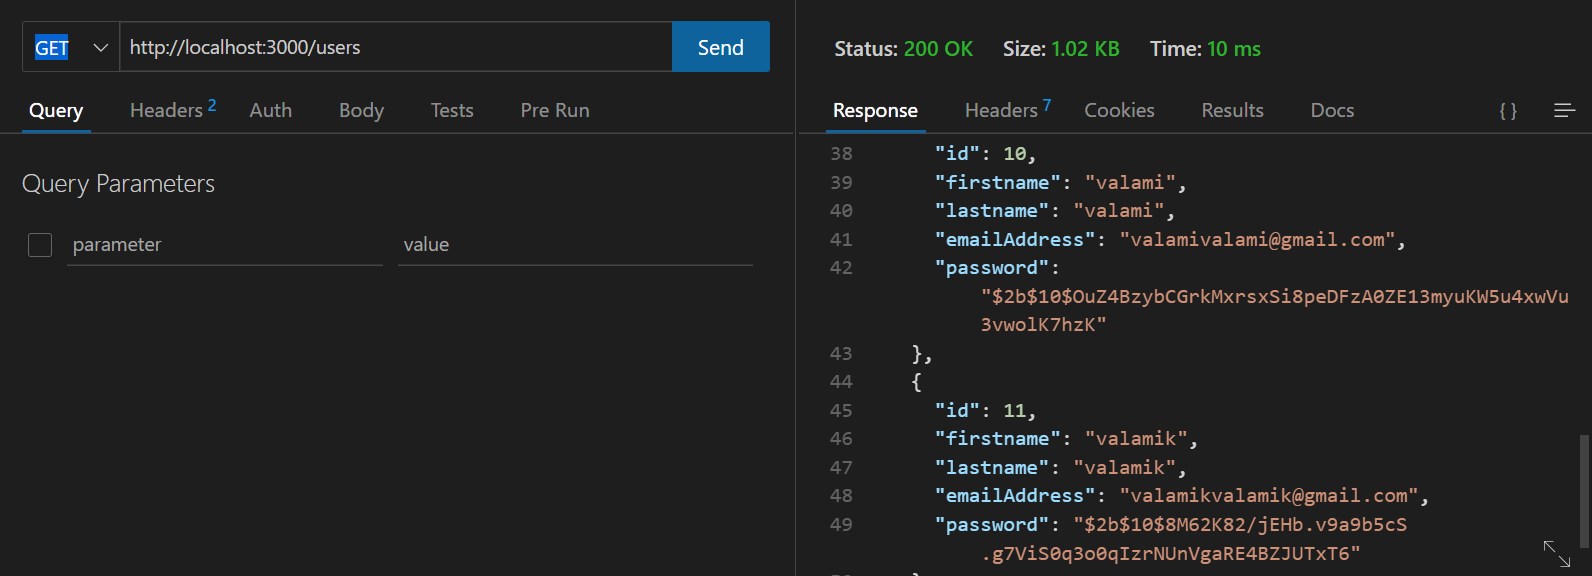 GET http://localhost:3000/users Send
Query Headers 2 Auth Body Tests Pre Run
Query Parameters
parameter value
Status: 200 OK Size: 1.02 KB Time: 10 ms
Response Headers 7 Cookies Results Docs { }
38 "id": 10,
39 "firstname": "valami",
40 "lastname": "valami",
41 "emailAddress": "valamivalami@gmail.com",
42 "password":
"$2b$10$OuZ4BzybCGrkMxrsxSi8peDFzA0ZE13myuKW5u4xwVu
3vwolK7hzK"
43 },
44 {
45 "id": 11,
46 "firstname": "valamik",
47 "lastname": "valamik",
48 "emailAddress": "valamikvalamik@gmail.com",
49 "password": "$2b$10$8M62K82/jEHb.v9a9b5cS
.g7ViS0q3o0qIzrNUnVgaRE4BZJUTxT6"